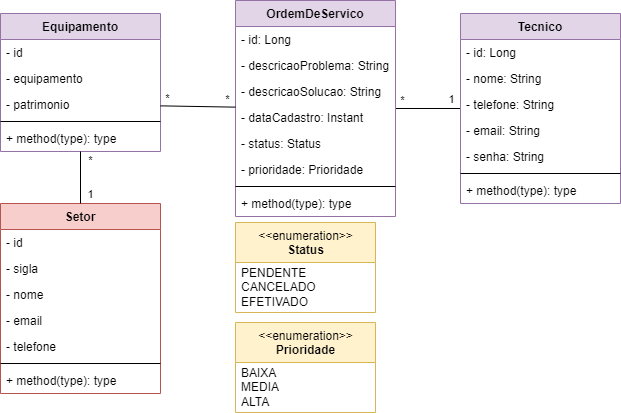 Equipamento
- id
- equipamento
- patrimonio
+ method(type): type
*
*
*
1
OrdemDeServico
- id: Long
- descricaoProblema: String
- descricaoSolucao: String
- dataCadastro: Instant
- status: Status
- prioridade: Prioridade
+ method(type): type
*
1
Tecnico
- id: Long
- nome: String
- telefone: String
- email: String
- senha: String
+ method(type): type
Setor
- id
- sigla
- nome
- email
- telefone
+ method(type): type
<<enumeration>>
Status
PENDENTE
CANCELADO
EFETIVADO
<<enumeration>>
Prioridade
BAIXA
MEDIA
ALTA